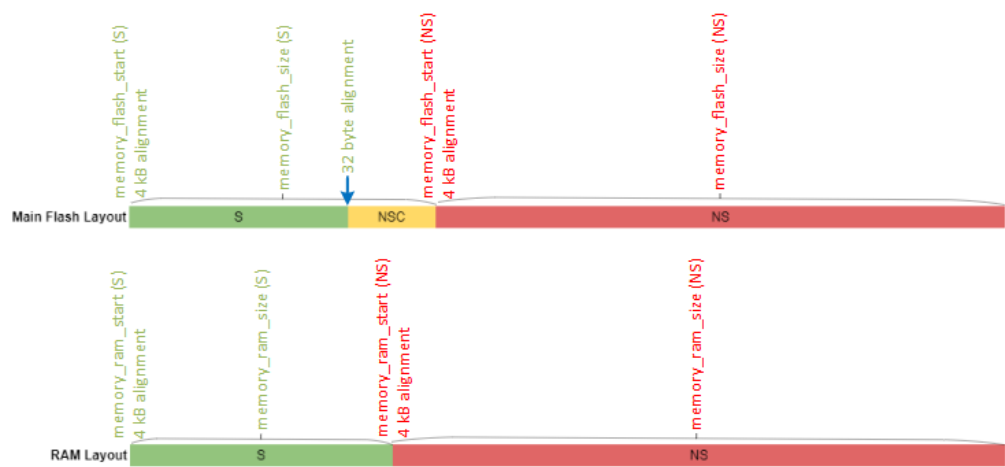 memory_flash_start (S)
4 kB alignment
memory_flash_size (S)
32 byte alignment
memory_flash_start (NS)
4 kB alignment
memory_flash_size (NS)
Main Flash Layout
S
NSC
NS
memory_ram_start (S)
4 kB alignment
memory_ram_size (S)
memory_ram_start (NS)
4 kB alignment
memory_ram_size (NS)
RAM Layout
S
NS